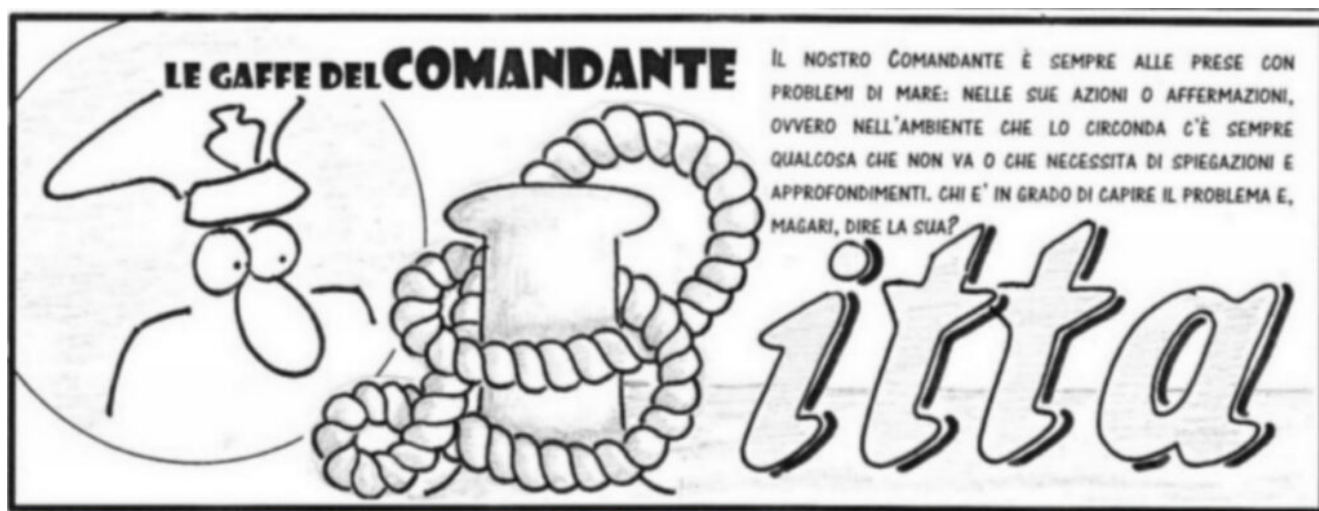 LE GAFFE DEL COMANDANTE
IL NOSTRO COMANDANTE È SEMPRE ALLE PRESE CON
PROBLEMI DI MARE: NELLE SUE AZIONI O AFFERMAZIONI,
OVVERO NELL'AMBIENTE CHE LO CIRCONDA C'È SEMPRE
QUALCOSA CHE NON VA O CHE NECESSITA DI SPIEGAZIONI E
APPROFONDIMENTI. CHI E' IN GRADO DI CAPIRE IL PROBLEMA E,
MAGARI, DIRE LA SUA?
Bitta